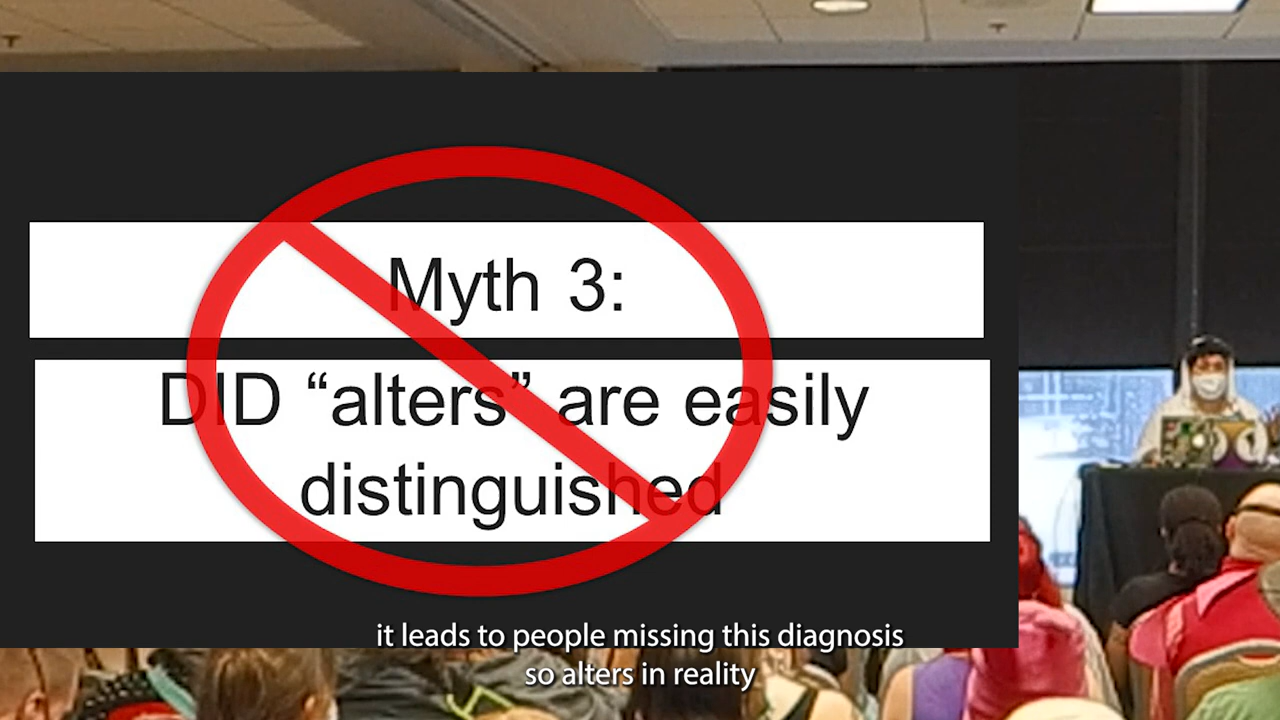 Myth 3:
DID “alters” are easily
distinguished
it leads to people missing this diagnosis
so alters in reality